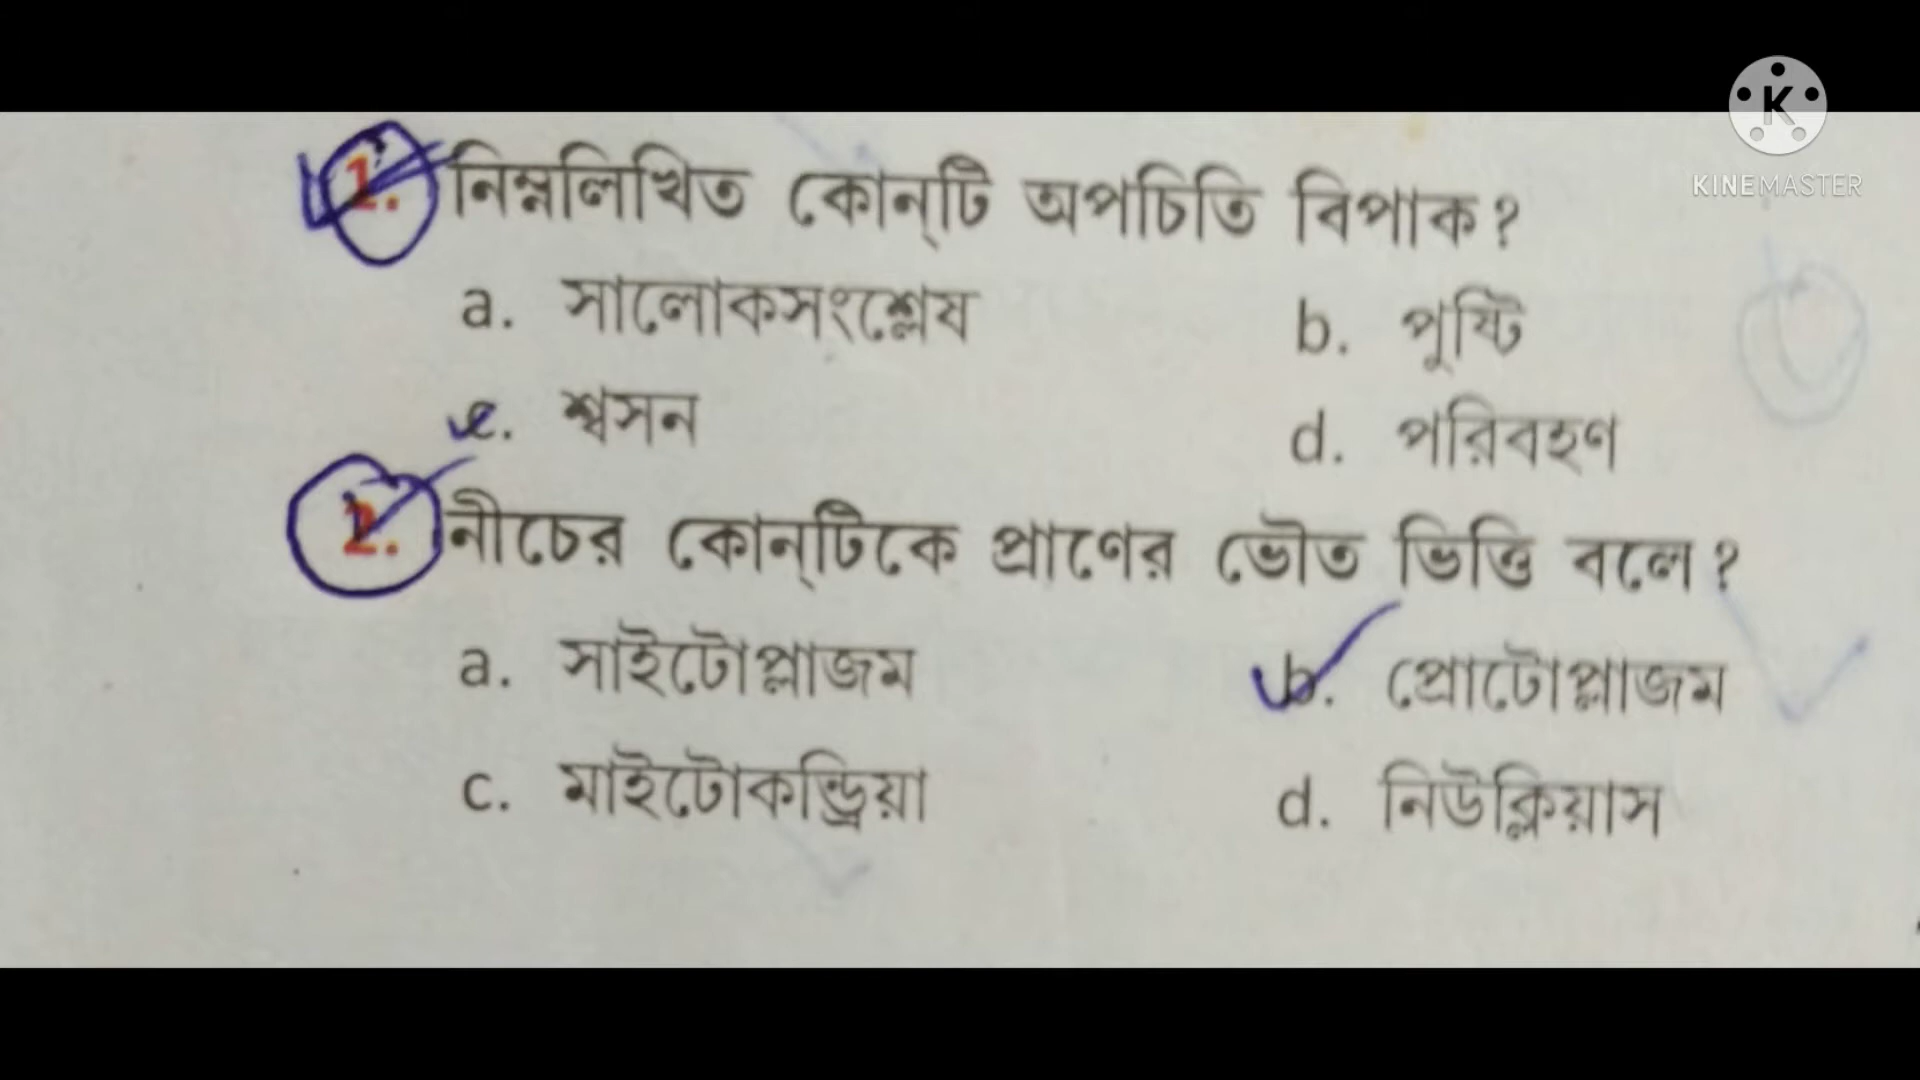 KINEMASTER
1. নিম্নলিখিত কোন্‌টি অপচিতি বিপাক?
a. সালোকসংশ্লেষ b. পুষ্টি
c. শ্বসন d. পরিবহণ
2. নীচের কোন্‌টিকে প্রাণের ভৌত ভিত্তি বলে?
a. সাইটোপ্লাজম b. প্রোটোপ্লাজম
c. মাইটোকন্ড্রিয়া d. নিউক্লিয়াস